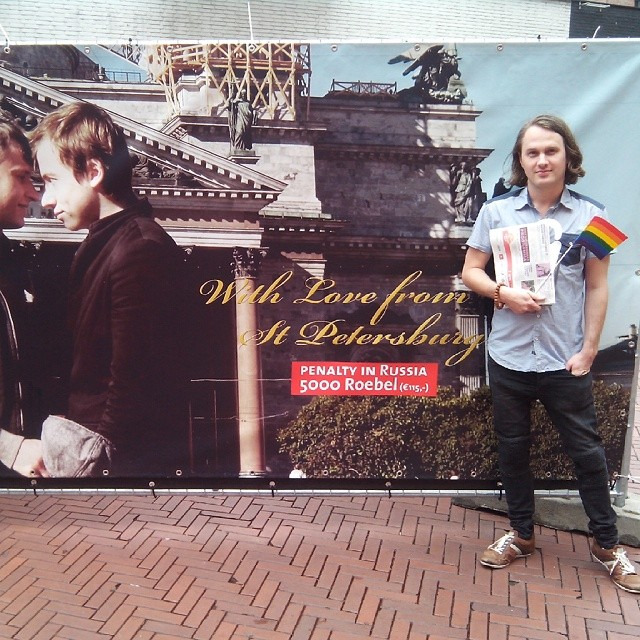 With Love from
St Petersburg
PENALTY IN RUSSIA
5000 ROEBEL (€115,-)